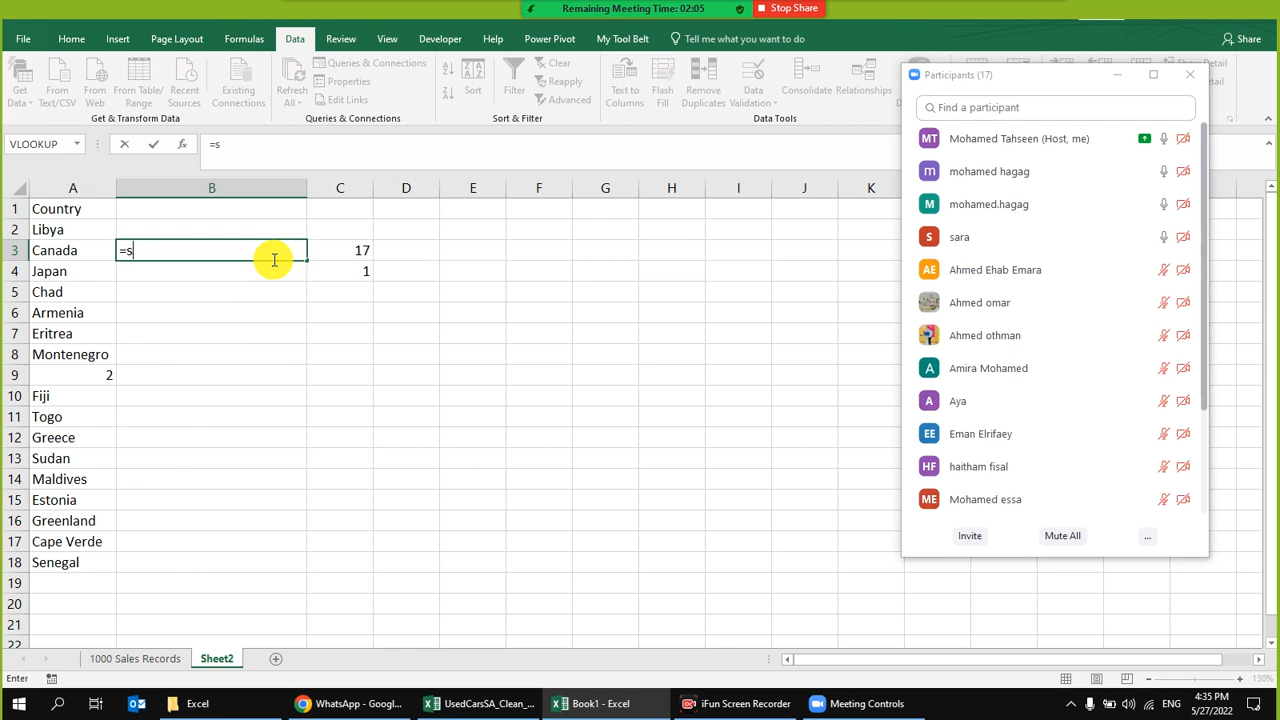 Remaining Meeting Time: 02:05
Stop Share
File Home Insert Page Layout Formulas Data Review View Developer Help Power Pivot My Tool Belt Tell me what you want to do Share
Get Data
From Text/CSV
From Web
From Table/ Range
Recent Sources
Existing Connections
Get & Transform Data
Refresh All
Queries & Connections
Properties
Edit Links
Queries & Connections
Sort
Filter
Clear
Reapply
Advanced
Sort & Filter
Text to Columns
Flash Fill
Remove Duplicates
Data Validation
Consolidate
Relationships
Data Tools
VLOOKUP
fx
=s
A B C D E F G H I J K
1 Country
2 Libya
3 Canada =s 17
4 Japan 1
5 Chad
6 Armenia
7 Eritrea
8 Montenegro
9 2
10 Fiji
11 Togo
12 Greece
13 Sudan
14 Maldives
15 Estonia
16 Greenland
17 Cape Verde
18 Senegal
19
20
21
22
Participants (17)
Find a participant
MT Mohamed Tahseen (Host, me)
m mohamed hagag
M mohamed.hagag
S sara
AE Ahmed Ehab Emara
Ahmed omar
Ahmed othman
A Amira Mohamed
A Aya
EE Eman Elrifaey
HF haitham fisal
ME Mohamed essa
Invite Mute All ...
1000 Sales Records Sheet2
Enter
130%
Excel
WhatsApp - Googl...
UsedCarsSA_Clean_...
Book1 - Excel
iFun Screen Recorder
Meeting Controls
ENG
4:35 PM
5/27/2022